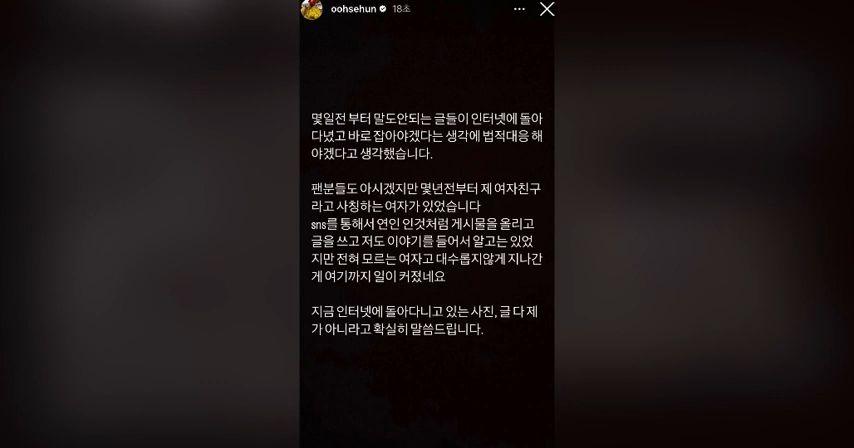 oohsehun 18초
몇일전 부터 말도안되는 글들이 인터넷에 돌아
다녔고 바로 잡아야겠다는 생각에 법적대응 해
야겠다고 생각했습니다.
팬분들도 아시겠지만 몇년전부터 제 여자친구
라고 사칭하는 여자가 있었습니다
sns를 통해서 연인 인것처럼 게시물을 올리고
글을 쓰고 저도 이야기를 들어서 알고는 있었
지만 전혀 모르는 여자고 대수롭지않게 지나간
게 여기까지 일이 커졌네요
지금 인터넷에 돌아다니고 있는 사진, 글 다 제
가 아니라고 확실히 말씀드립니다.